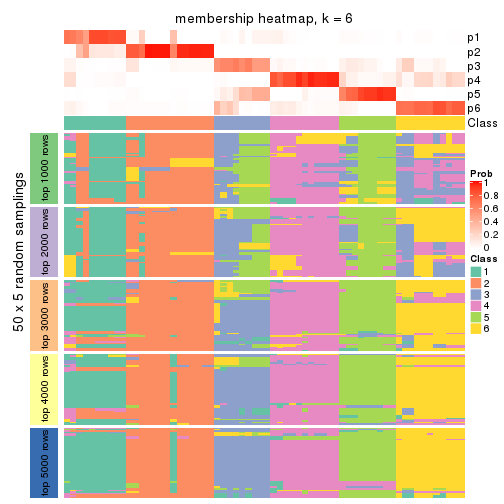 membership heatmap, k = 6
p1
p2
p3
p4
p5
p6
Class
50 x 5 random samplings
top 1000 rows
top 2000 rows
top 3000 rows
top 4000 rows
top 5000 rows
Prob
1
0.8
0.6
0.4
0.2
0
Class
1
2
3
4
5
6